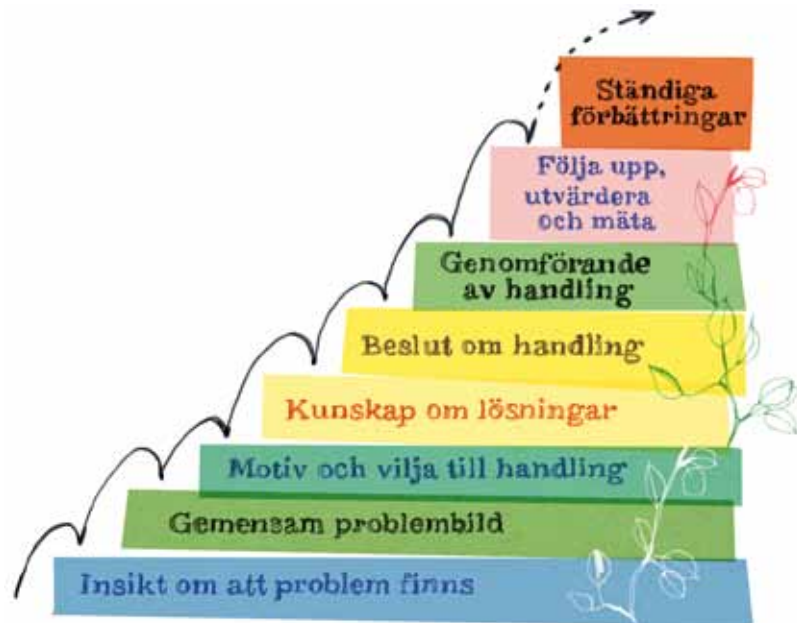 Ständiga
förbättringar
Följa upp,
utvärdera
och mäta
Genomförande
av handling
Beslut om handling
Kunskap om lösningar
Motiv och vilja till handling
Gemensam problembild
Insikt om att problem finns